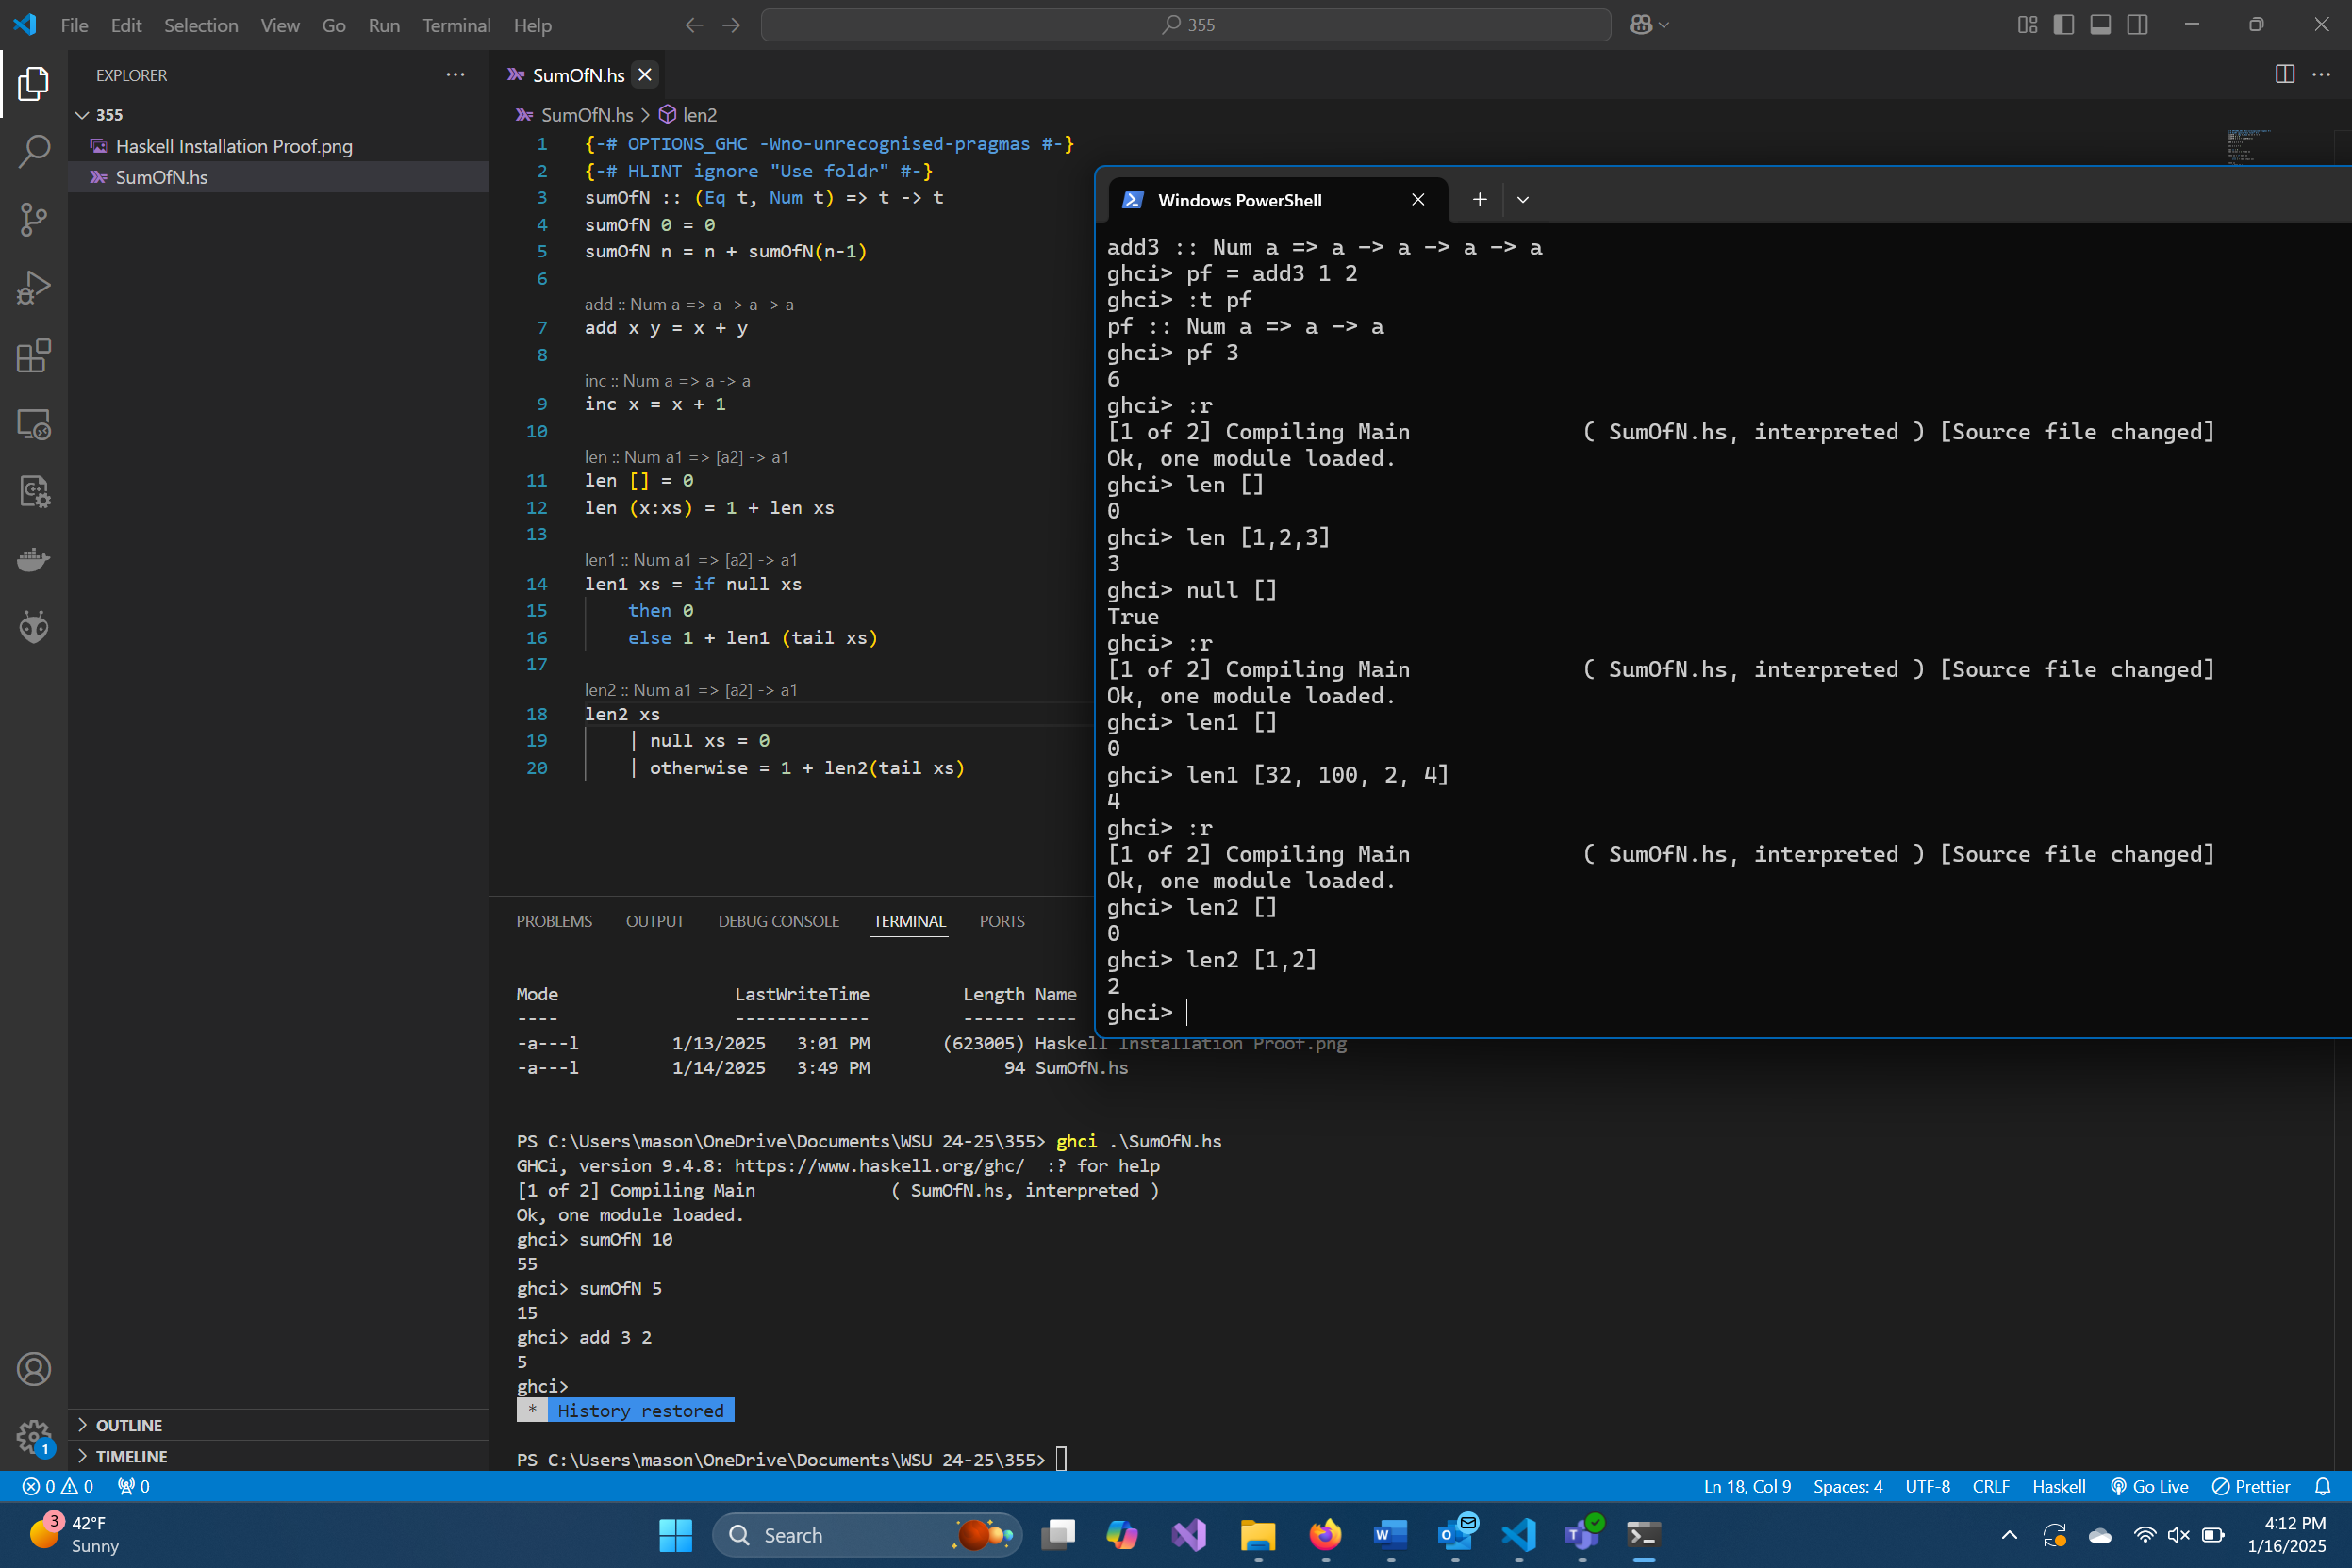 File Edit Selection View Go Run Terminal Help
355
EXPLORER
355
Haskell Installation Proof.png
SumOfN.hs
OUTLINE
TIMELINE
SumOfN.hs
SumOfN.hs > len2
1 {-# OPTIONS_GHC -Wno-unrecognised-pragmas #-}
2 {-# HLINT ignore "Use foldr" #-}
3 sumOfN :: (Eq t, Num t) => t -> t
4 sumOfN 0 = 0
5 sumOfN n = n + sumOfN(n-1)
6
add :: Num a => a -> a -> a
7 add x y = x + y
8
inc :: Num a => a -> a
9 inc x = x + 1
10
len :: Num a1 => [a2] -> a1
11 len [] = 0
12 len (x:xs) = 1 + len xs
13
len1 :: Num a1 => [a2] -> a1
14 len1 xs = if null xs
15 then 0
16 else 1 + len1 (tail xs)
17
len2 :: Num a1 => [a2] -> a1
18 len2 xs
19 | null xs = 0
20 | otherwise = 1 + len2(tail xs)
Windows PowerShell
add3 :: Num a => a -> a -> a -> a
ghci> pf = add3 1 2
ghci> :t pf
pf :: Num a => a -> a
ghci> pf 3
6
ghci> :r
[1 of 2] Compiling Main ( SumOfN.hs, interpreted ) [Source file changed]
Ok, one module loaded.
ghci> len []
0
ghci> len [1,2,3]
3
ghci> null []
True
ghci> :r
[1 of 2] Compiling Main ( SumOfN.hs, interpreted ) [Source file changed]
Ok, one module loaded.
ghci> len1 []
0
ghci> len1 [32, 100, 2, 4]
4
ghci> :r
[1 of 2] Compiling Main ( SumOfN.hs, interpreted ) [Source file changed]
Ok, one module loaded.
ghci> len2 []
0
ghci> len2 [1,2]
2
ghci>
PROBLEMS OUTPUT DEBUG CONSOLE TERMINAL PORTS
Mode LastWriteTime Length Name
---- ------------- ------ ----
-a---l 1/13/2025 3:01 PM (623005) Haskell Installation Proof.png
-a---l 1/14/2025 3:49 PM 94 SumOfN.hs
PS C:\Users\mason\OneDrive\Documents\WSU 24-25\355> ghci .\SumOfN.hs
GHCi, version 9.4.8: https://www.haskell.org/ghc/ :? for help
[1 of 2] Compiling Main ( SumOfN.hs, interpreted )
Ok, one module loaded.
ghci> sumOfN 10
55
ghci> sumOfN 5
15
ghci> add 3 2
5
ghci>
* History restored
PS C:\Users\mason\OneDrive\Documents\WSU 24-25\355>
1
0 0 0
Ln 18, Col 9 Spaces: 4 UTF-8 CRLF Haskell Go Live Prettier
3
42°F
Sunny
Search
4:12 PM
1/16/2025